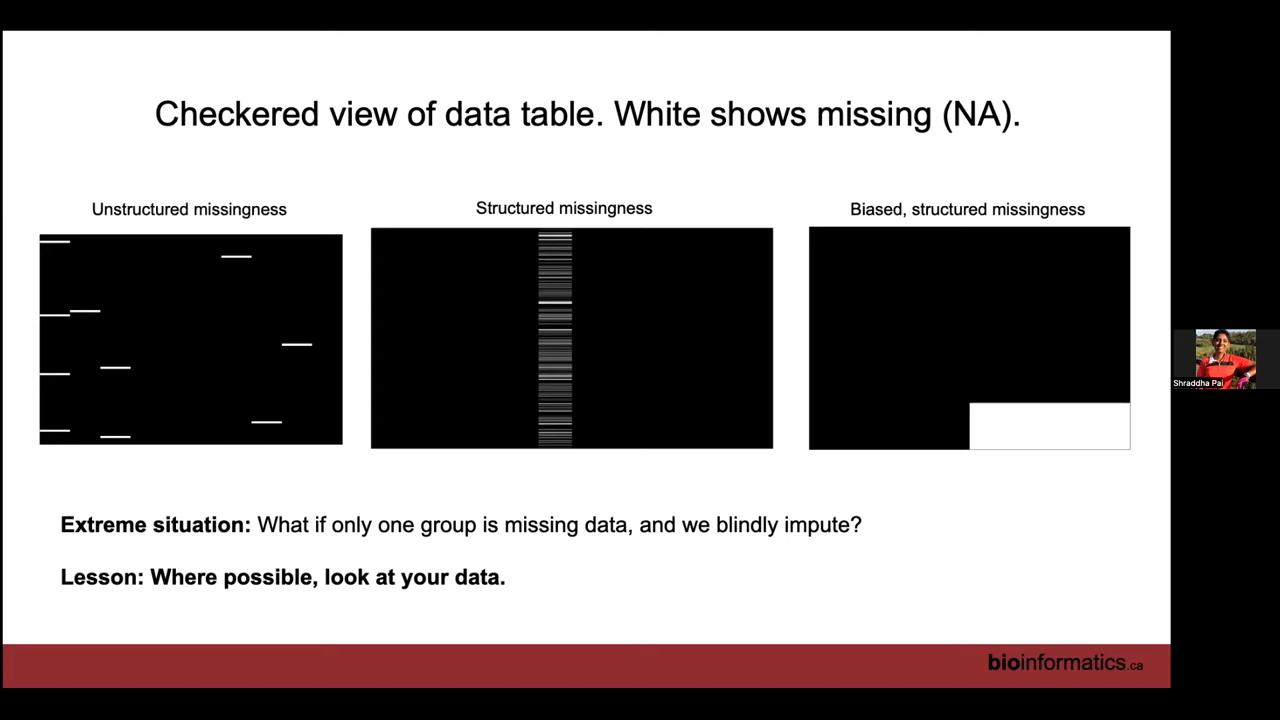 Checkered view of data table. White shows missing (NA).
Unstructured missingness
Structured missingness
Biased, structured missingness
Extreme situation: What if only one group is missing data, and we blindly impute?
Lesson: Where possible, look at your data.
bioinformatics.ca
Shraddha Pai